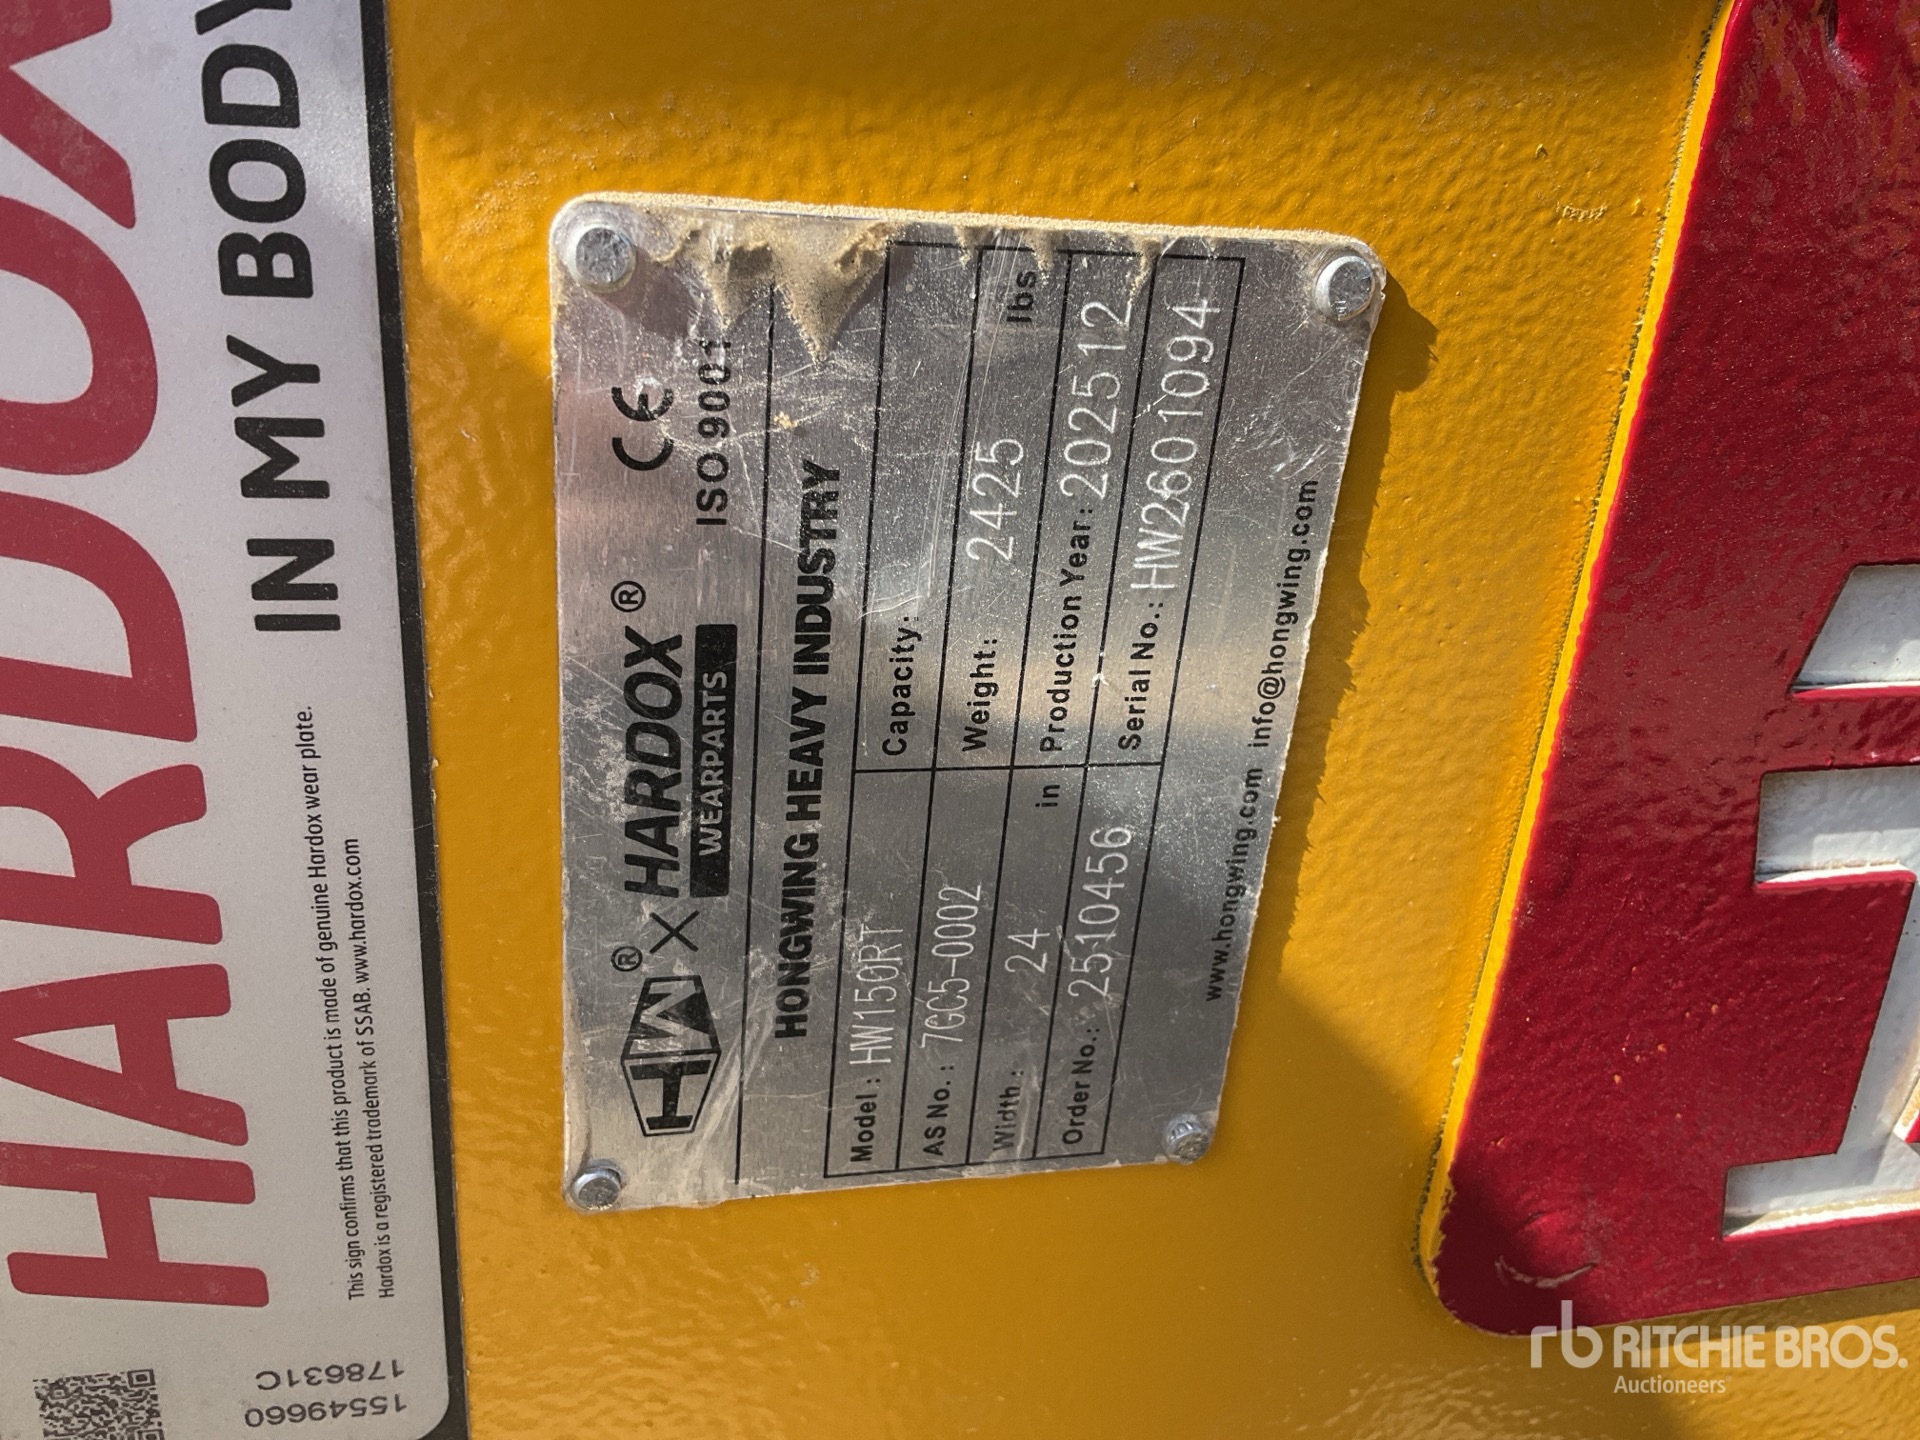 HARDOX
IN MY BODY
This sign confirms that this product is made of genuine Hardox wear plate.
Hardox is a registered trademark of SSAB. www.hardox.com
15549660
178631C
HW® × HARDOX®
WEARPARTS
CE
ISO 9001
HONGWING HEAVY INDUSTRY
Model: HW150RT Capacity:
AS No.: 7GC5-0002 Weight: 2425 lbs
Width: 24 in Production Year: 202512
Order No.: 2510456 Serial No.: HW2601094
www.hongwing.com info@hongwing.com
rb RITCHIE BROS.
Auctioneers